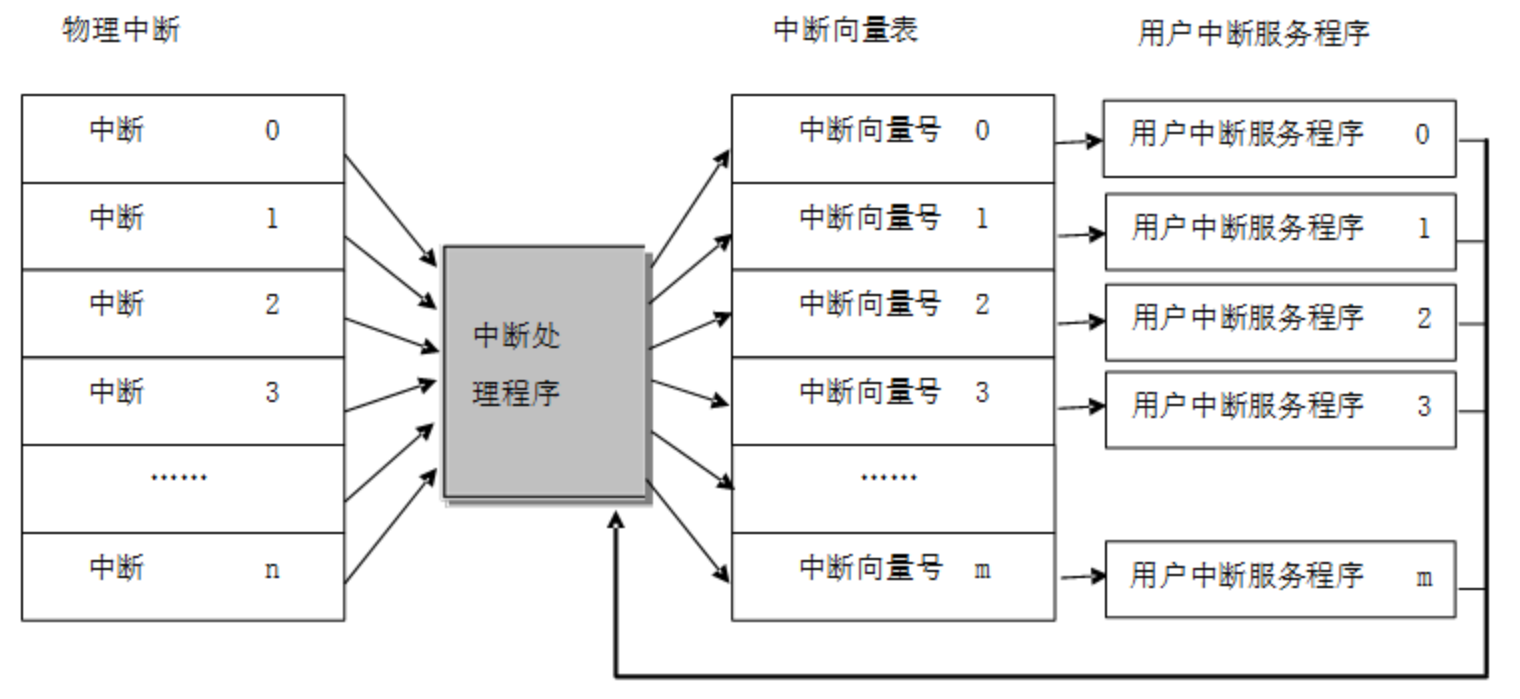 物理中断
中断向量表
用户中断服务程序
中断 0
中断 1
中断 2
中断 3
……
中断 n
中断处
理程序
中断向量号 0
中断向量号 1
中断向量号 2
中断向量号 3
……
中断向量号 m
用户中断服务程序 0
用户中断服务程序 1
用户中断服务程序 2
用户中断服务程序 3
用户中断服务程序 m